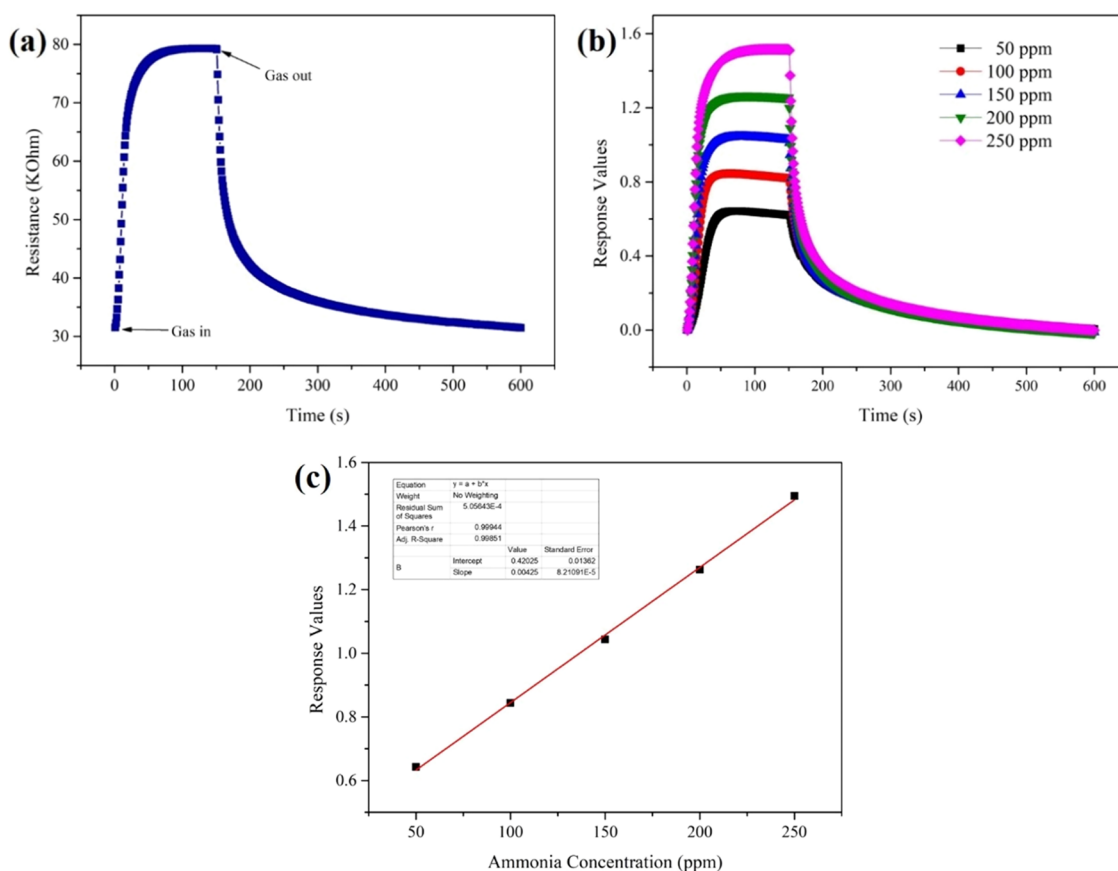 (a)
80
70
60
50
40
30
Resistance (KOhm)
Gas out
Gas in
0 100 200 300 400 500 600
Time (s)
(b)
1.6
1.2
0.8
0.4
0.0
Response Values
50 ppm
100 ppm
150 ppm
200 ppm
250 ppm
0 100 200 300 400 500 600
Time (s)
(c)
1.6
1.4
1.2
1.0
0.8
0.6
Response Values
Equation y = a + b*x
Weight No Weighting
Residual Sum
of Squares 5.05643E-4
Pearson's r 0.99944
Adj. R-Square 0.99851
Value Standard Error
B Intercept 0.42025 0.01362
Slope 0.00425 8.21091E-5
50 100 150 200 250
Ammonia Concentration (ppm)